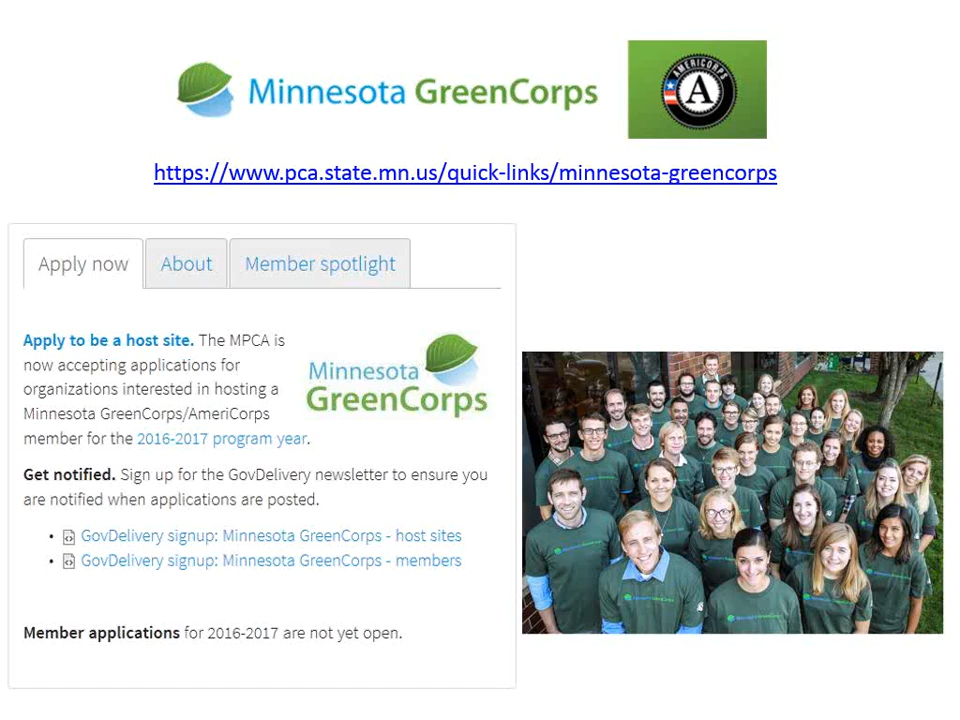 Minnesota GreenCorps
AMERICORPS
A
https://www.pca.state.mn.us/quick-links/minnesota-greencorps
Apply now
About
Member spotlight
Apply to be a host site. The MPCA is
now accepting applications for
organizations interested in hosting a
Minnesota GreenCorps/AmeriCorps
member for the 2016-2017 program year.
Minnesota
GreenCorps
Get notified. Sign up for the GovDelivery newsletter to ensure you
are notified when applications are posted.
• GovDelivery signup: Minnesota GreenCorps - host sites
• GovDelivery signup: Minnesota GreenCorps - members
Member applications for 2016-2017 are not yet open.